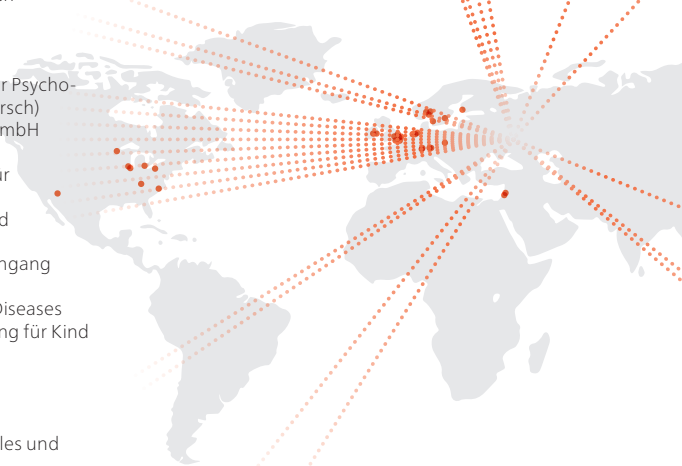 r Psycho-
rsch)
mbH
ur
d
ngang
Diseases
ng für Kind
les und